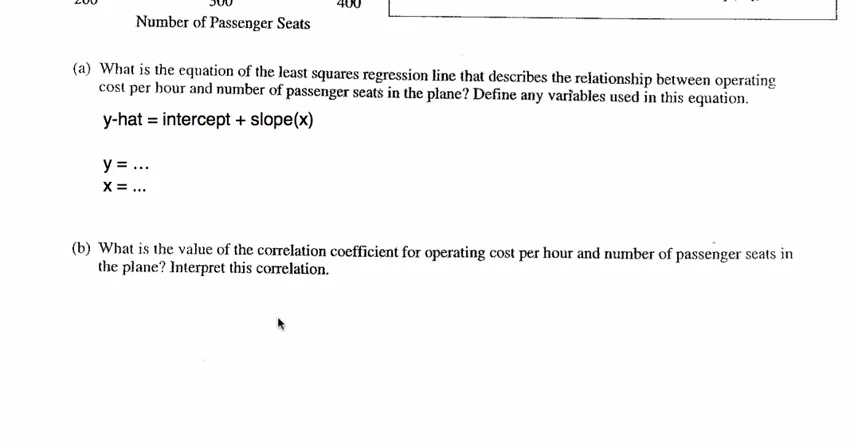 200 300 400
Number of Passenger Seats
(a) What is the equation of the least squares regression line that describes the relationship between operating
cost per hour and number of passenger seats in the plane? Define any variables used in this equation.
y-hat = intercept + slope(x)
y = ...
x = ...
(b) What is the value of the correlation coefficient for operating cost per hour and number of passenger seats in
the plane? Interpret this correlation.